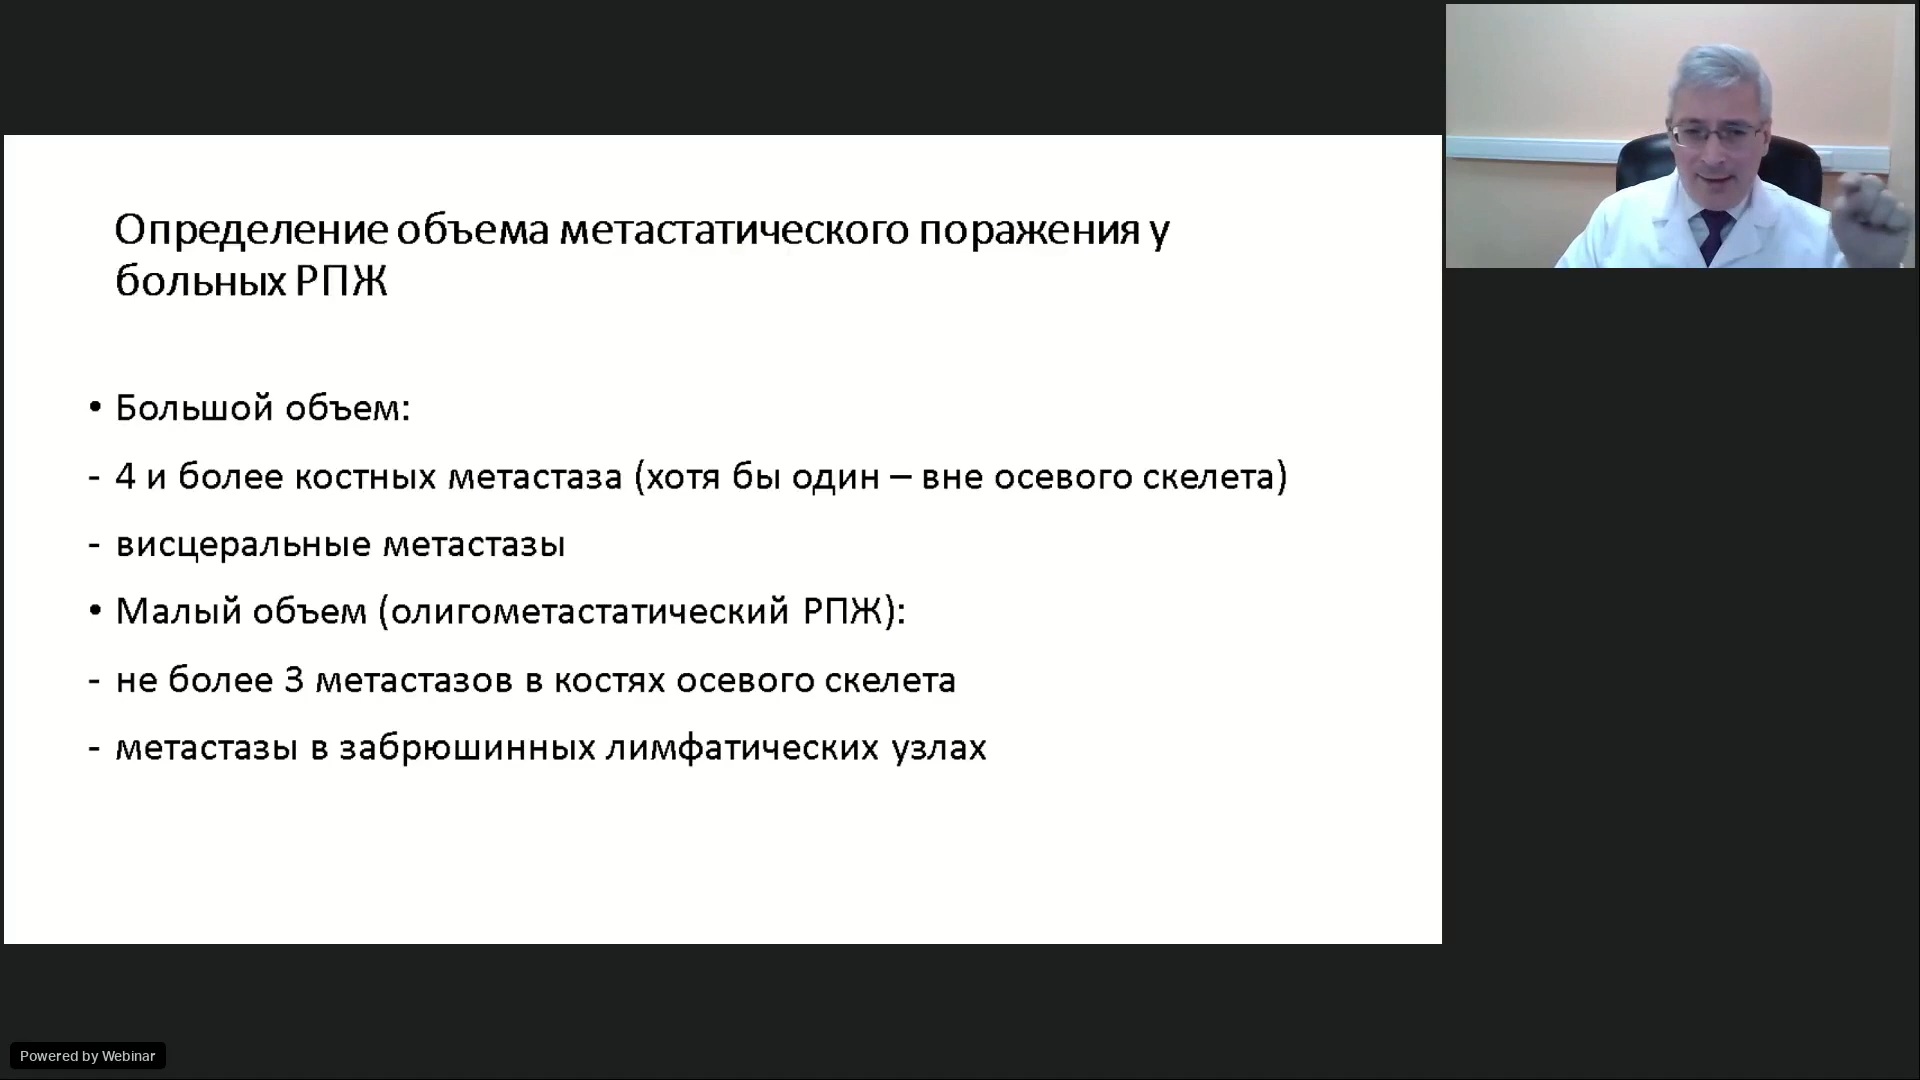 Определение объема метастатического поражения у
больных РПЖ
• Большой объем:
- 4 и более костных метастаза (хотя бы один – вне осевого скелета)
- висцеральные метастазы
• Малый объем (олигометастатический РПЖ):
- не более 3 метастазов в костях осевого скелета
- метастазы в забрюшинных лимфатических узлах
Powered by Webinar